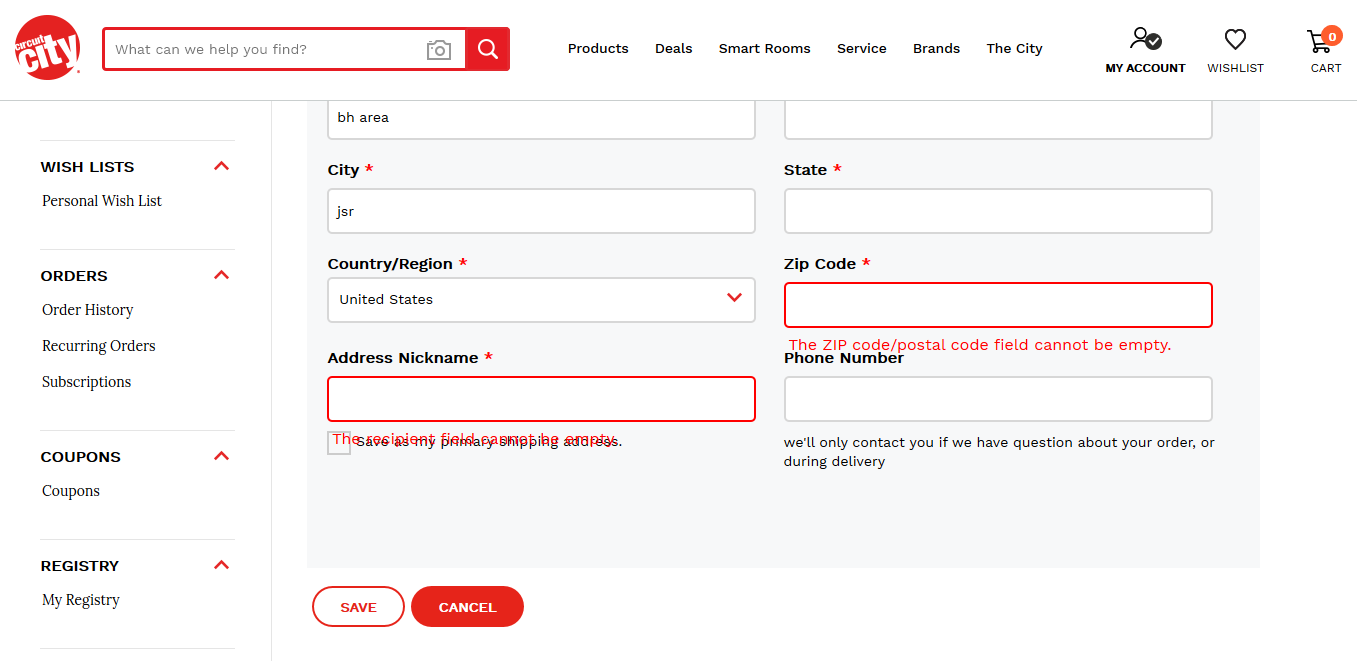 circuit city
What can we help you find?
Products
Deals
Smart Rooms
Service
Brands
The City
MY ACCOUNT
WISHLIST
0
CART
WISH LISTS
Personal Wish List
ORDERS
Order History
Recurring Orders
Subscriptions
COUPONS
Coupons
REGISTRY
My Registry
bh area
City *
State *
jsr
Country/Region *
Zip Code *
United States
The ZIP code/postal code field cannot be empty.
Address Nickname *
Phone Number
The recipient field cannot be empty.
Save as my primary shipping address.
we'll only contact you if we have question about your order, or
during delivery
SAVE
CANCEL